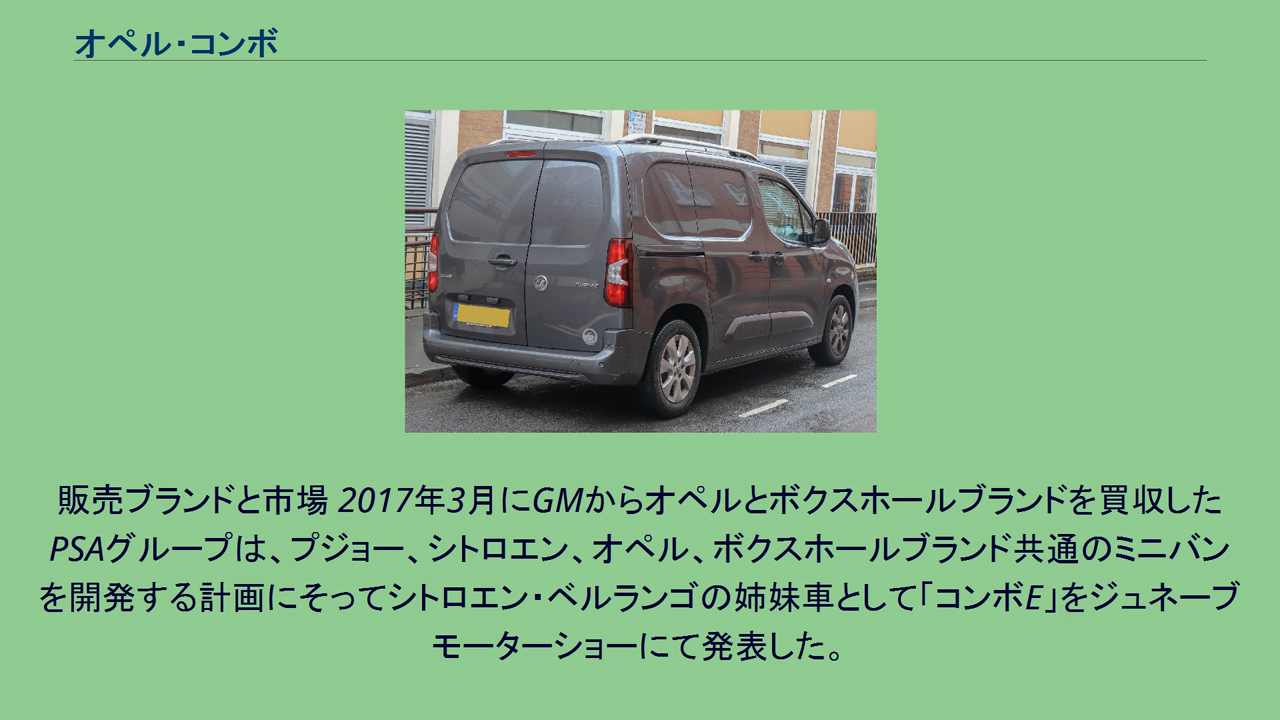 オペル・コンボ
販売ブランドと市場 2017年3月にGMからオペルとボクスホールブランドを買収した
PSAグループは、プジョー、シトロエン、オペル、ボクスホールブランド共通のミニバン
を開発する計画にそってシトロエン・ベルランゴの姉妹車として「コンボE」をジュネーブ
モーターショーにて発表した。